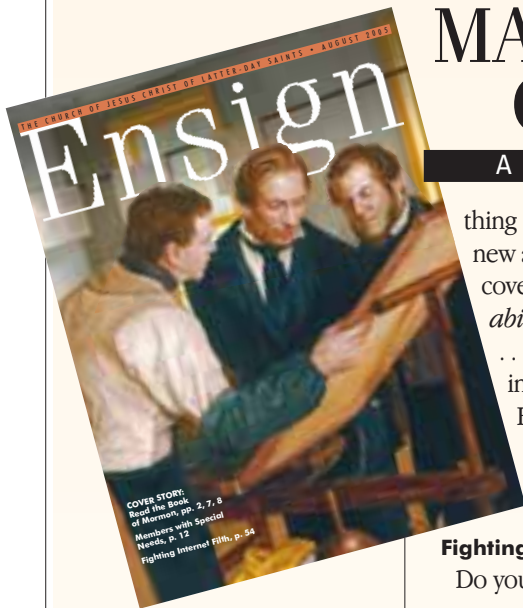 THE CHURCH OF JESUS CHRIST OF LATTER-DAY SAINTS • AUGUST 2005
Ensign
COVER STORY:
Read the Book
of Mormon, pp. 2, 7, 8
Members with Special
Needs, p. 12
Fighting Internet Filth, p. 54
MA
A
thing
new
cove
abi
. .
in
Fighting
Do you